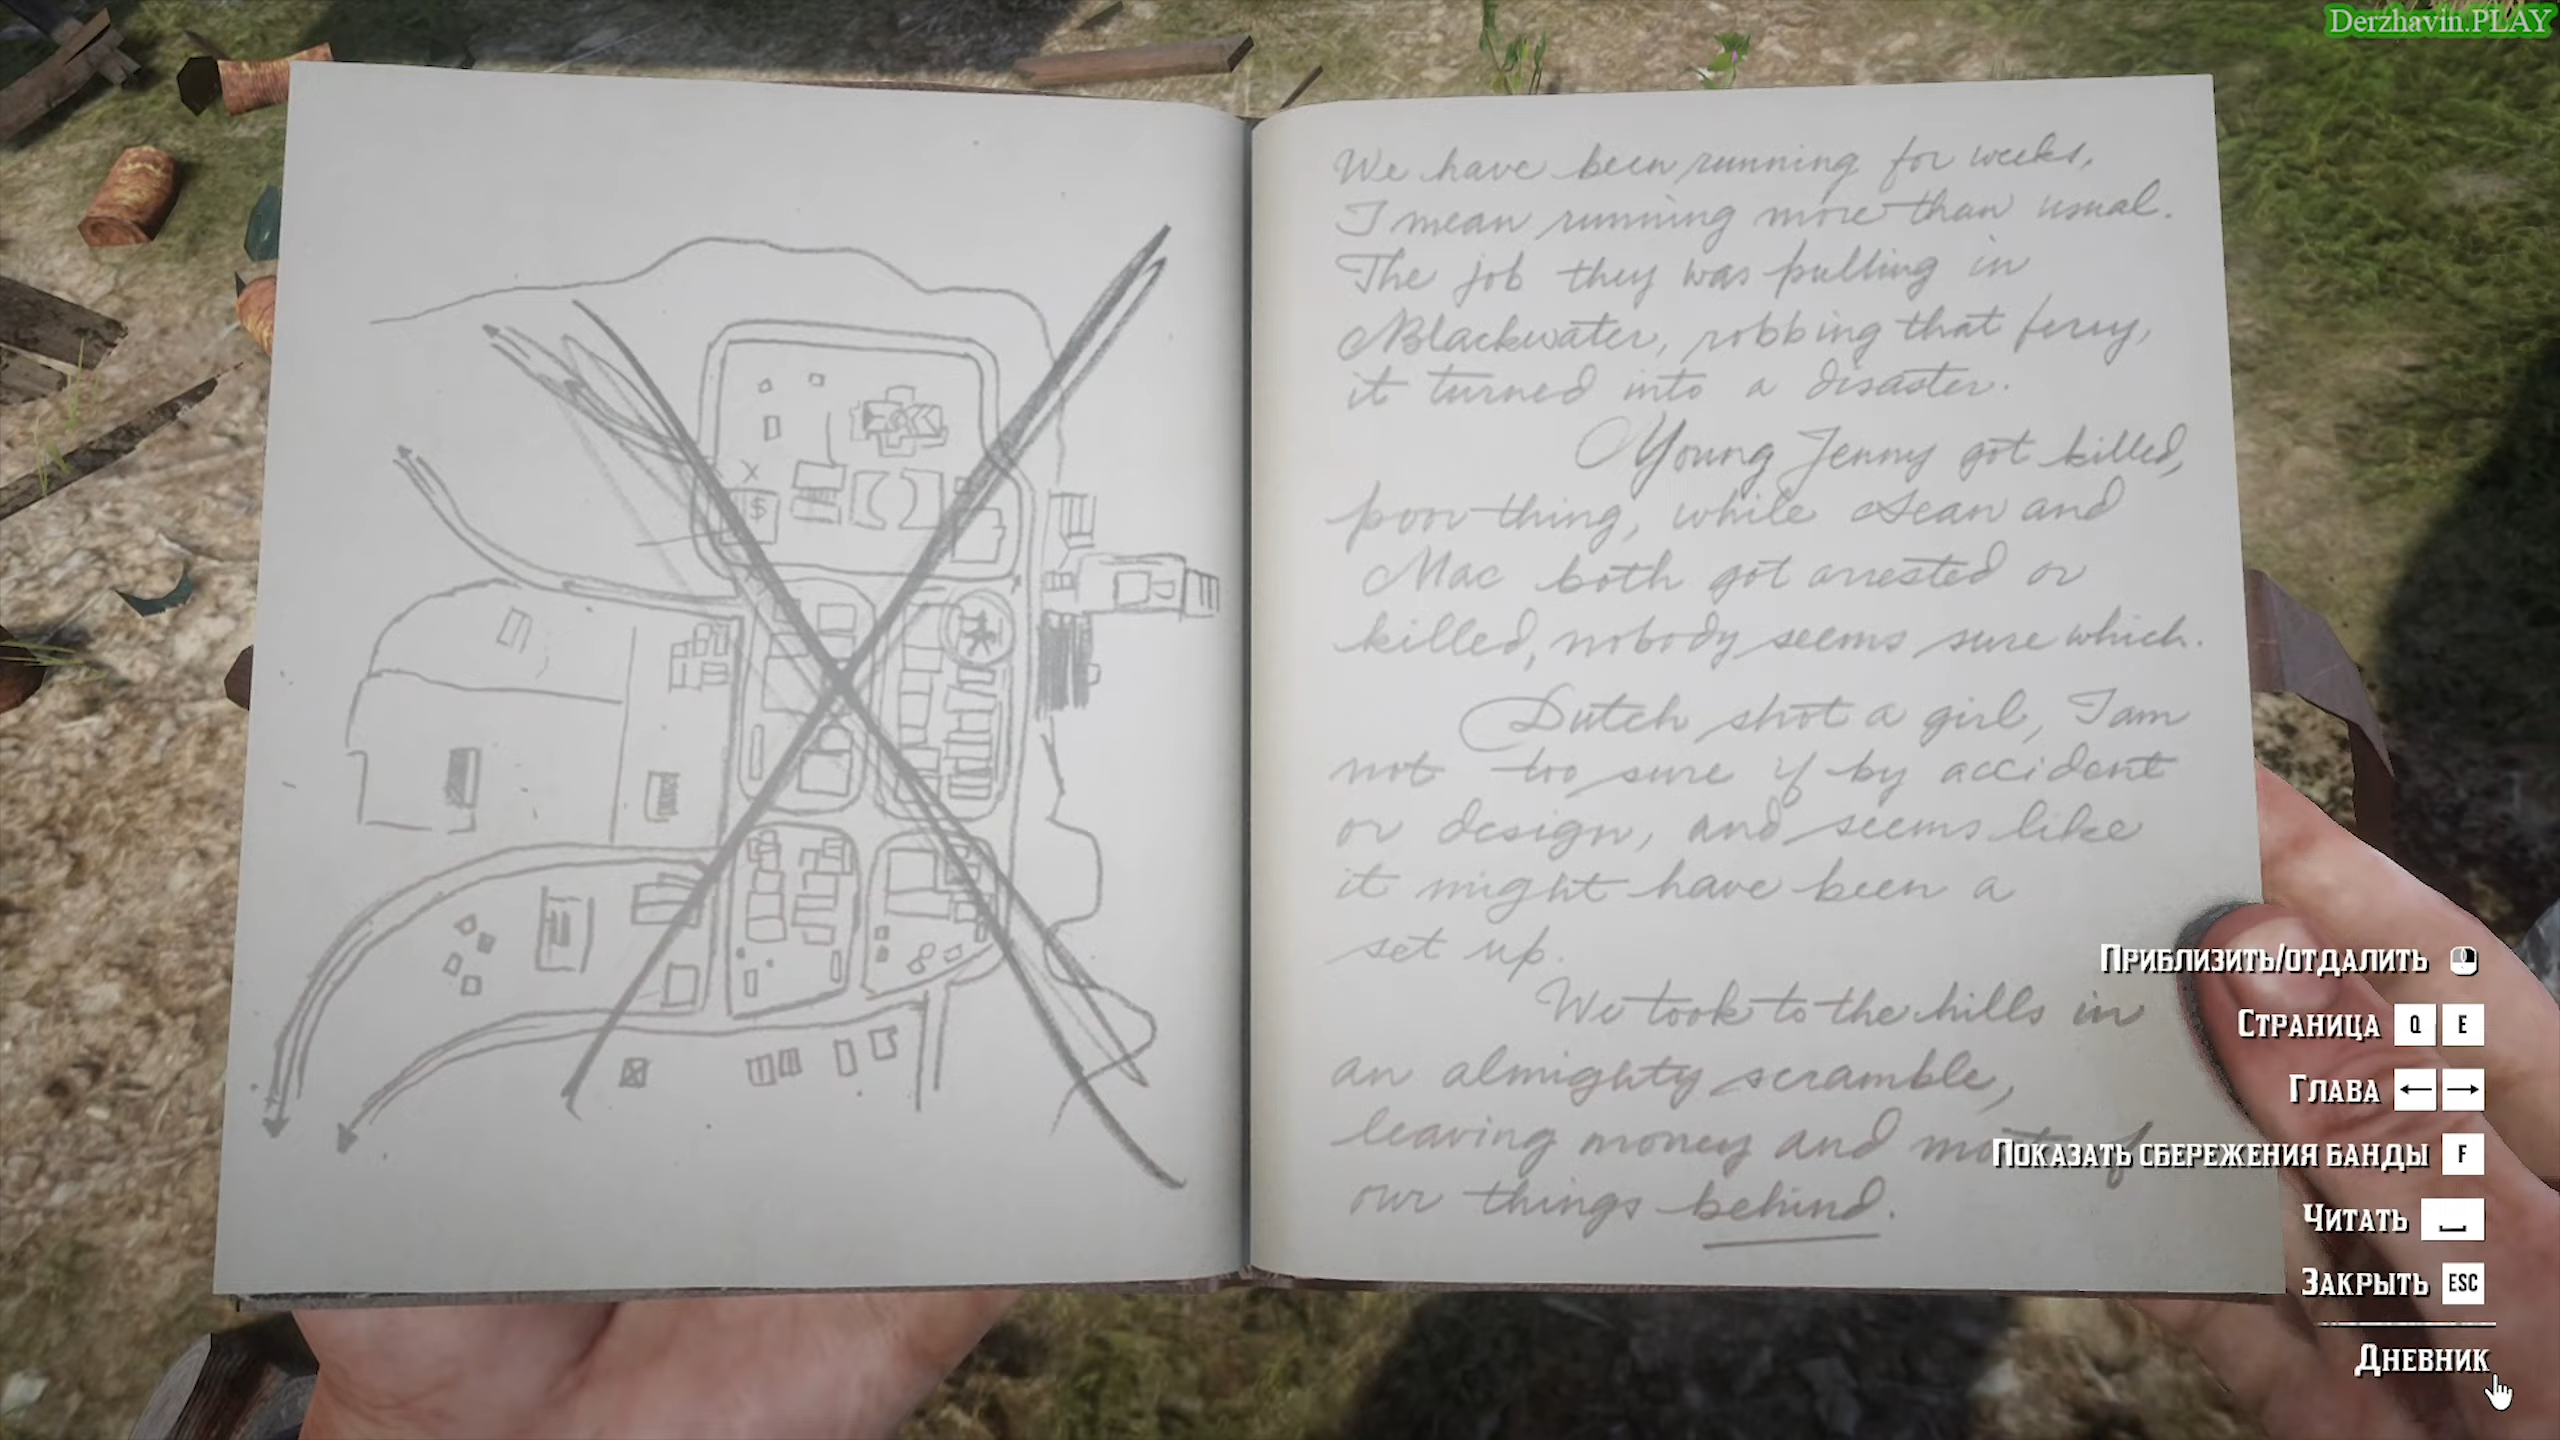 Derzhavin.PLAY
$
We have been running for weeks,
I mean running more than usual.
The job they was pulling in
Blackwater, robbing that ferry,
it turned into a disaster.
Young Jenny got killed,
poor thing, while Sean and
Mac both got arrested or
killed, nobody seems sure which.
Dutch shot a girl, I am
not too sure if by accident
or design, and seems like
it might have been a
set up.
We took to the hills in
an almighty scramble,
leaving money and most of
our things behind.
Приблизить/отдалить
Страница Q E
Глава ← →
Показать сбережения банды F
Читать
Закрыть ESC
Дневник